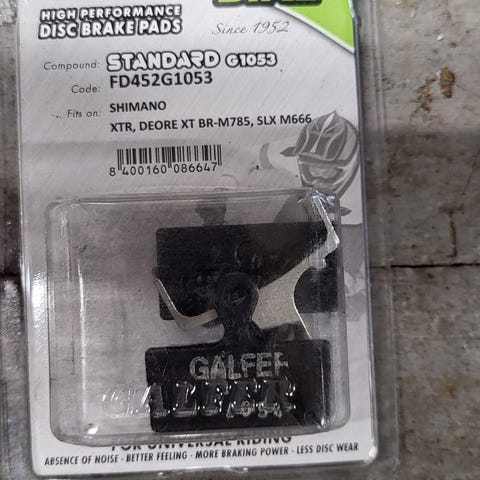 HIGH PERFORMANCE
DISC BRAKE PADS
Since 1952
Compound: STANDARD G1053
Code: FD452G1053
Fits on: SHIMANO
XTR, DEORE XT BR-M785, SLX M666
8 400160 086647
GALFER
FOR UNIVERSAL RIDING
ABSENCE OF NOISE · BETTER FEELING · MORE BRAKING POWER · LESS DISC WEAR